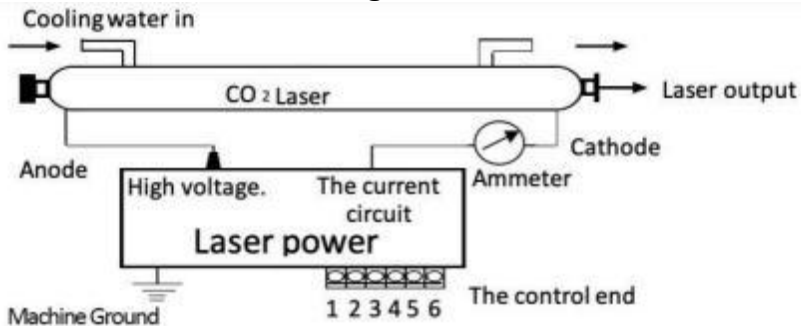 Cooling water in
CO 2 Laser
Laser output
Anode
Cathode
Ammeter
High voltage.
The current
circuit
Laser power
Machine Ground
1 2 3 4 5 6
The control end